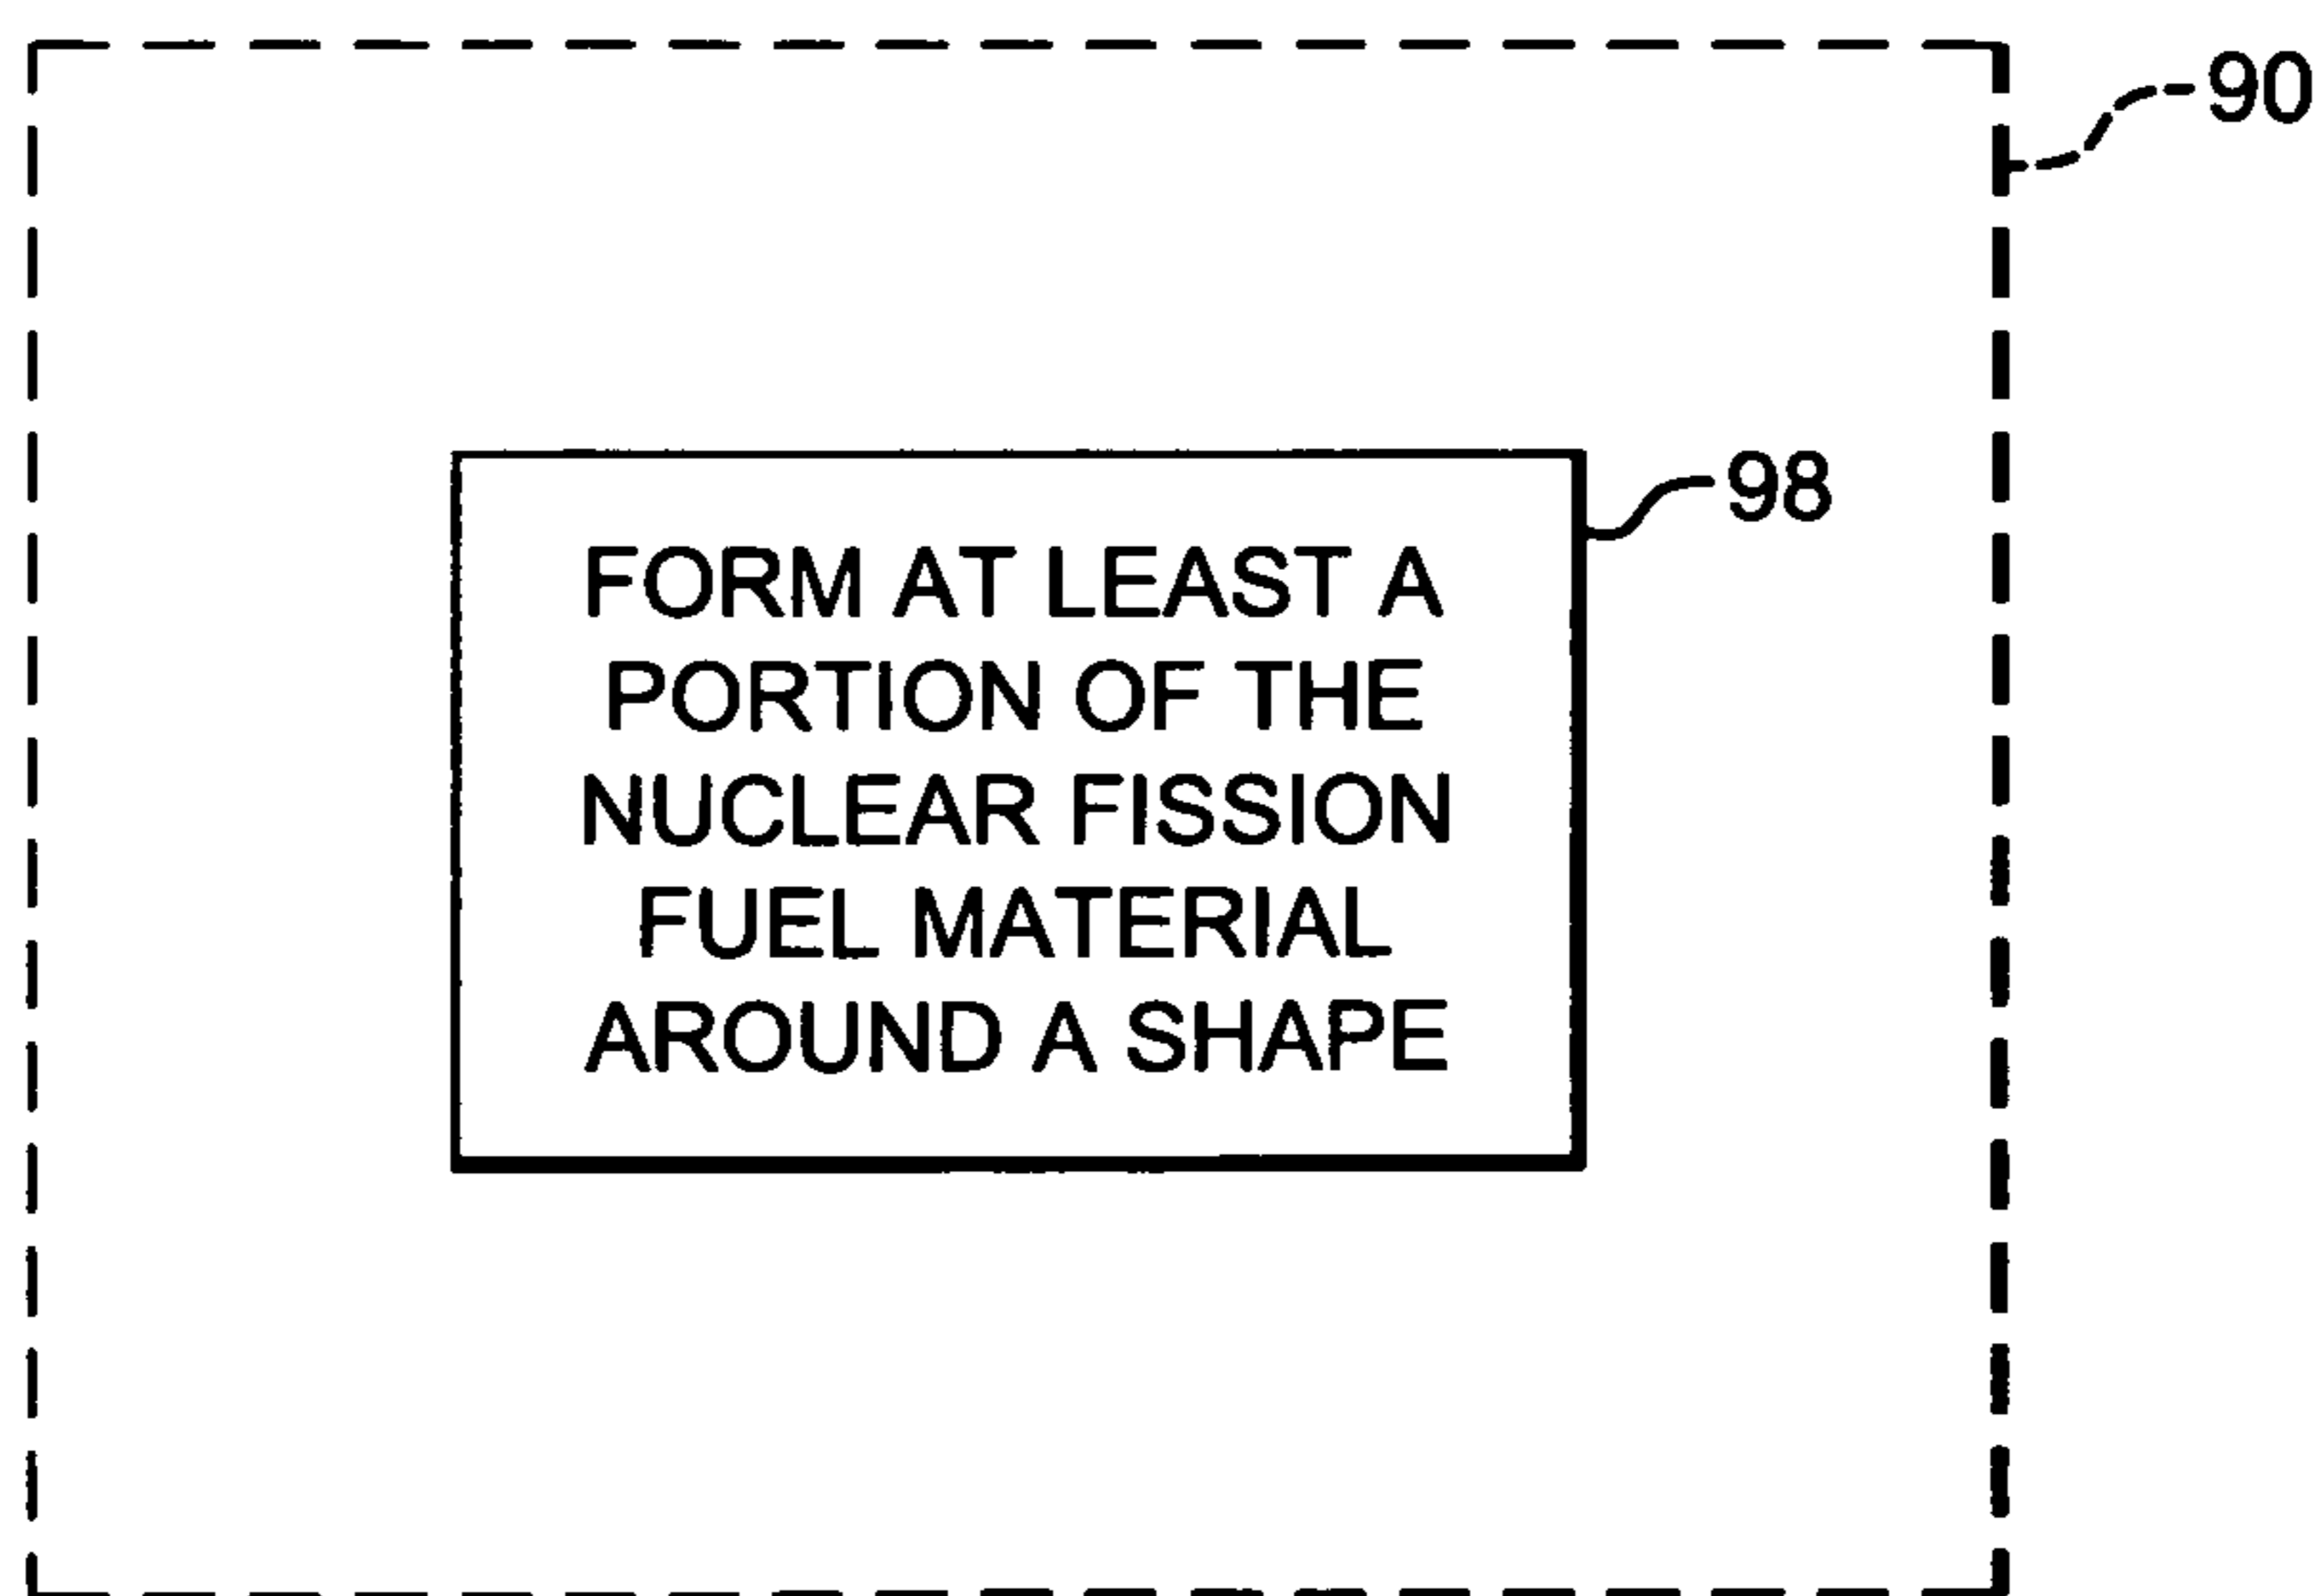 90
98
FORM AT LEAST A
PORTION OF THE
NUCLEAR FISSION
FUEL MATERIAL
AROUND A SHAPE